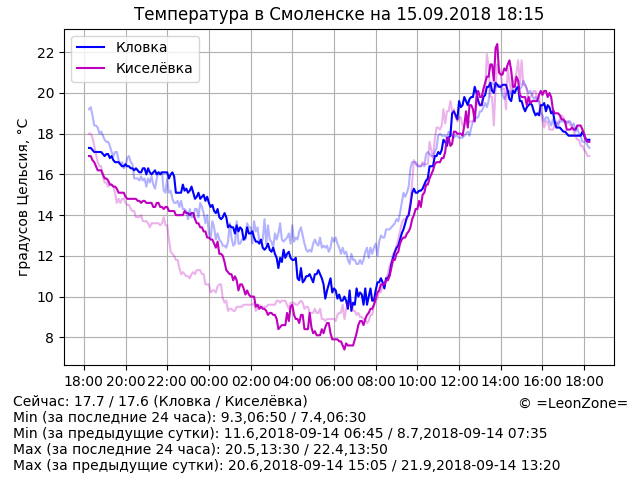 Температура в Смоленске на 15.09.2018 18:15
Кловка
Киселёвка
градусов Цельсия, °C
22
20
18
16
14
12
10
8
18:00 20:00 22:00 00:00 02:00 04:00 06:00 08:00 10:00 12:00 14:00 16:00 18:00
Сейчас: 17.7 / 17.6 (Кловка / Киселёвка)
© =LeonZone=
Min (за последние 24 часа): 9.3,06:50 / 7.4,06:30
Min (за предыдущие сутки): 11.6,2018-09-14 06:45 / 8.7,2018-09-14 07:35
Max (за последние 24 часа): 20.5,13:30 / 22.4,13:50
Max (за предыдущие сутки): 20.6,2018-09-14 15:05 / 21.9,2018-09-14 13:20